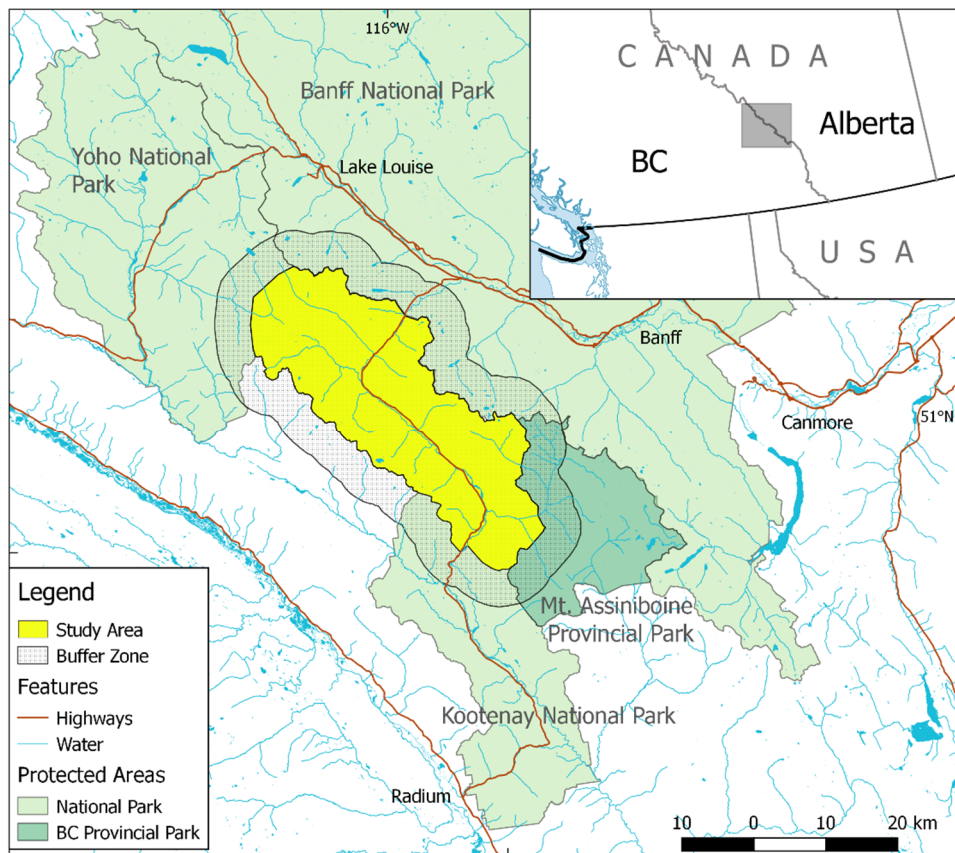 116°W
C A N A D A
Banff National Park
Alberta
Yoho National
Park
Lake Louise
BC
U S A
Banff
Canmore
51°N
Legend
Study Area
Buffer Zone
Features
Highways
Water
Protected Areas
National Park
BC Provincial Park
Mt. Assiniboine
Provincial Park
Kootenay National Park
Radium
10 0 10 20 km